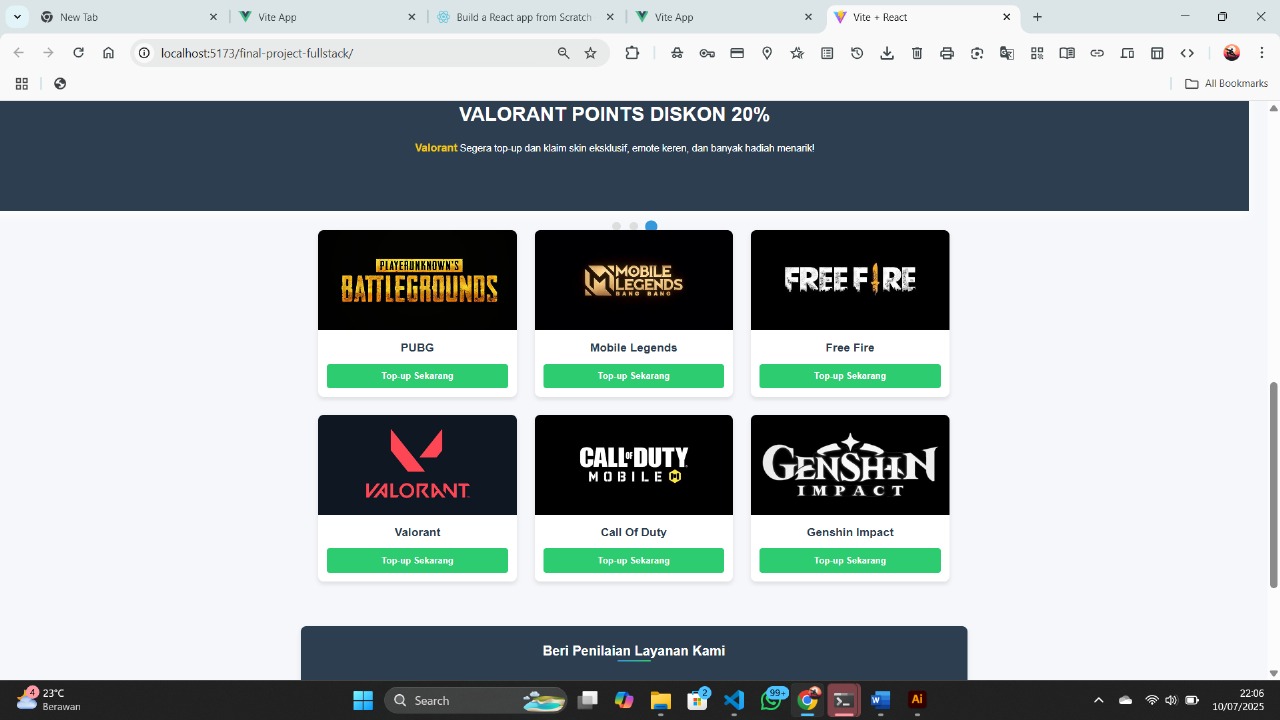 New Tab
Vite App
Build a React app from Scratch
Vite App
Vite + React
localhost:5173/final-project-fullstack/
All Bookmarks
VALORANT POINTS DISKON 20%
Valorant Segera top-up dan klaim skin eksklusif, emote keren, dan banyak hadiah menarik!
PLAYERUNKNOWN'S
BATTLEGROUNDS
MOBILE
LEGENDS
BANG BANG
FREE FIRE
PUBG
Mobile Legends
Free Fire
Top-up Sekarang
Top-up Sekarang
Top-up Sekarang
VALORANT
CALL OF DUTY
MOBILE
GENSHIN
IMPACT
Valorant
Call Of Duty
Genshin Impact
Top-up Sekarang
Top-up Sekarang
Top-up Sekarang
Beri Penilaian Layanan Kami
4
23°C
Berawan
Search
2
99+
W
Ai
22:06
10/07/2025